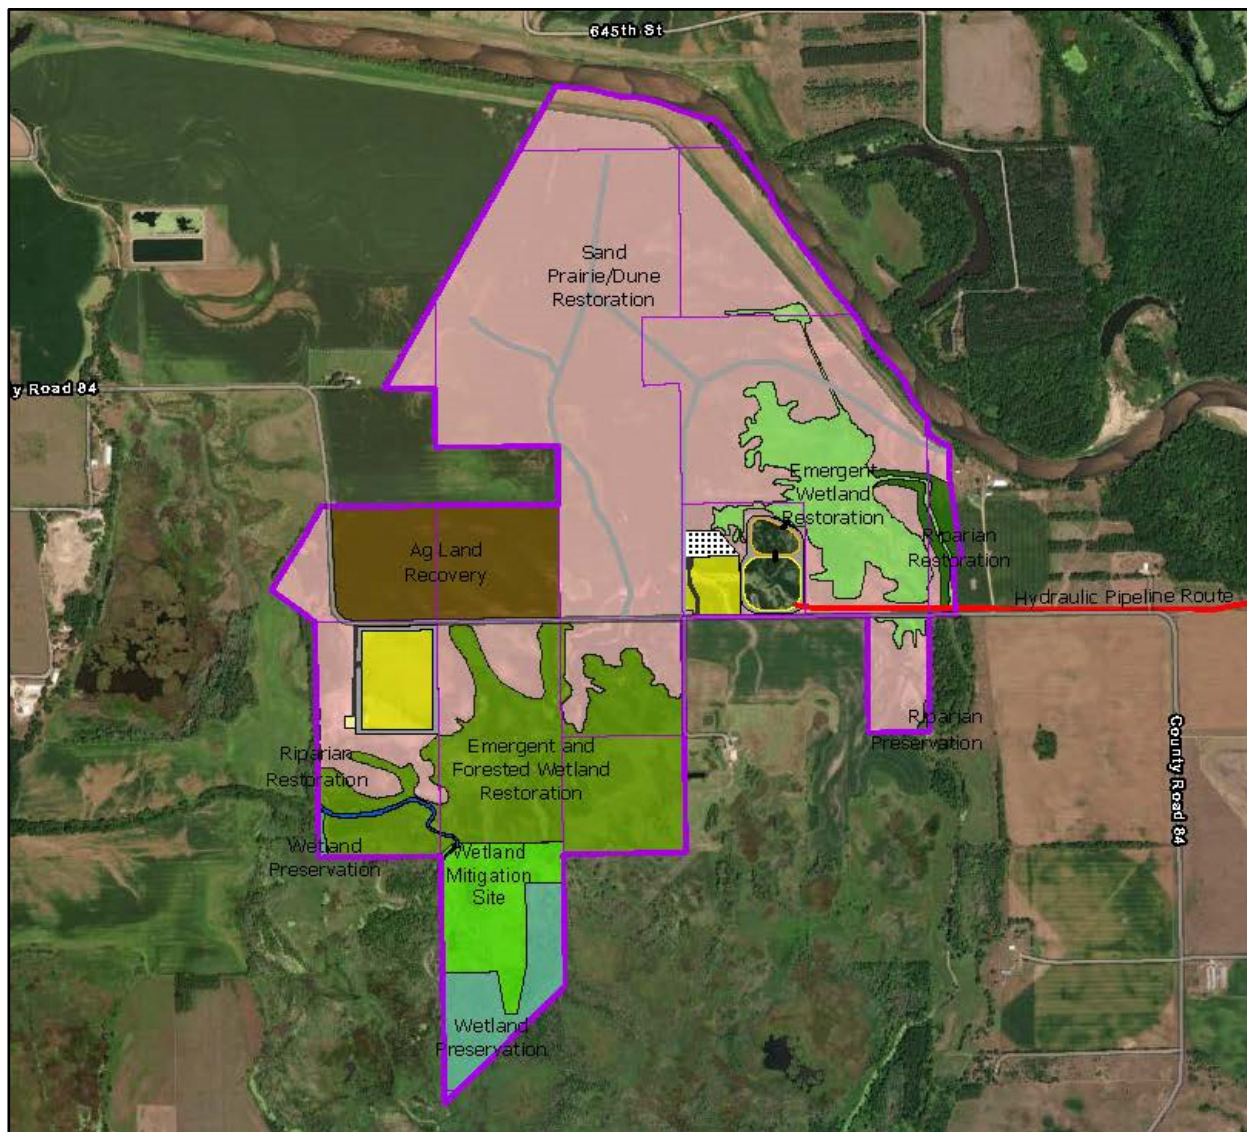 645th St
Sand
Prairie/Dune
Restoration
y Road 84
Emergent
Wetland
Restoration
Ag Land
Recovery
Riparian
Restoration
Hydraulic Pipeline Route
Riparian
Preservation
County Road 84
Riparian
Restoration
Emergent and
Forested Wetland
Restoration
Wetland
Preservation
Wetland
Mitigation
Site
Wetland
Preservation